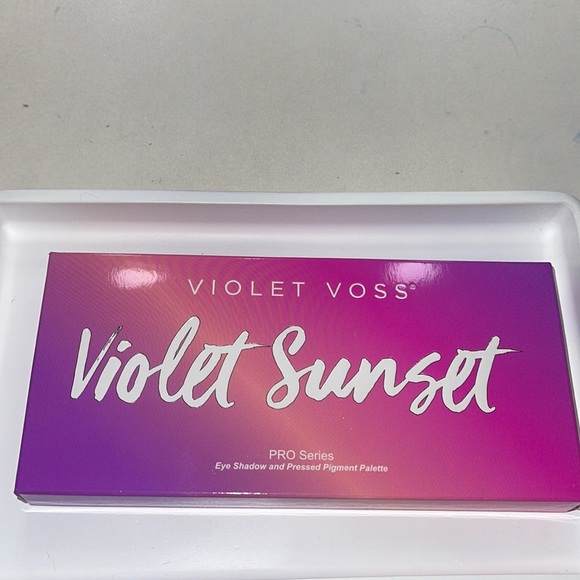 VIOLET VOSS©
Violet Sunset
PRO Series
Eye Shadow and Pressed Pigment Palette